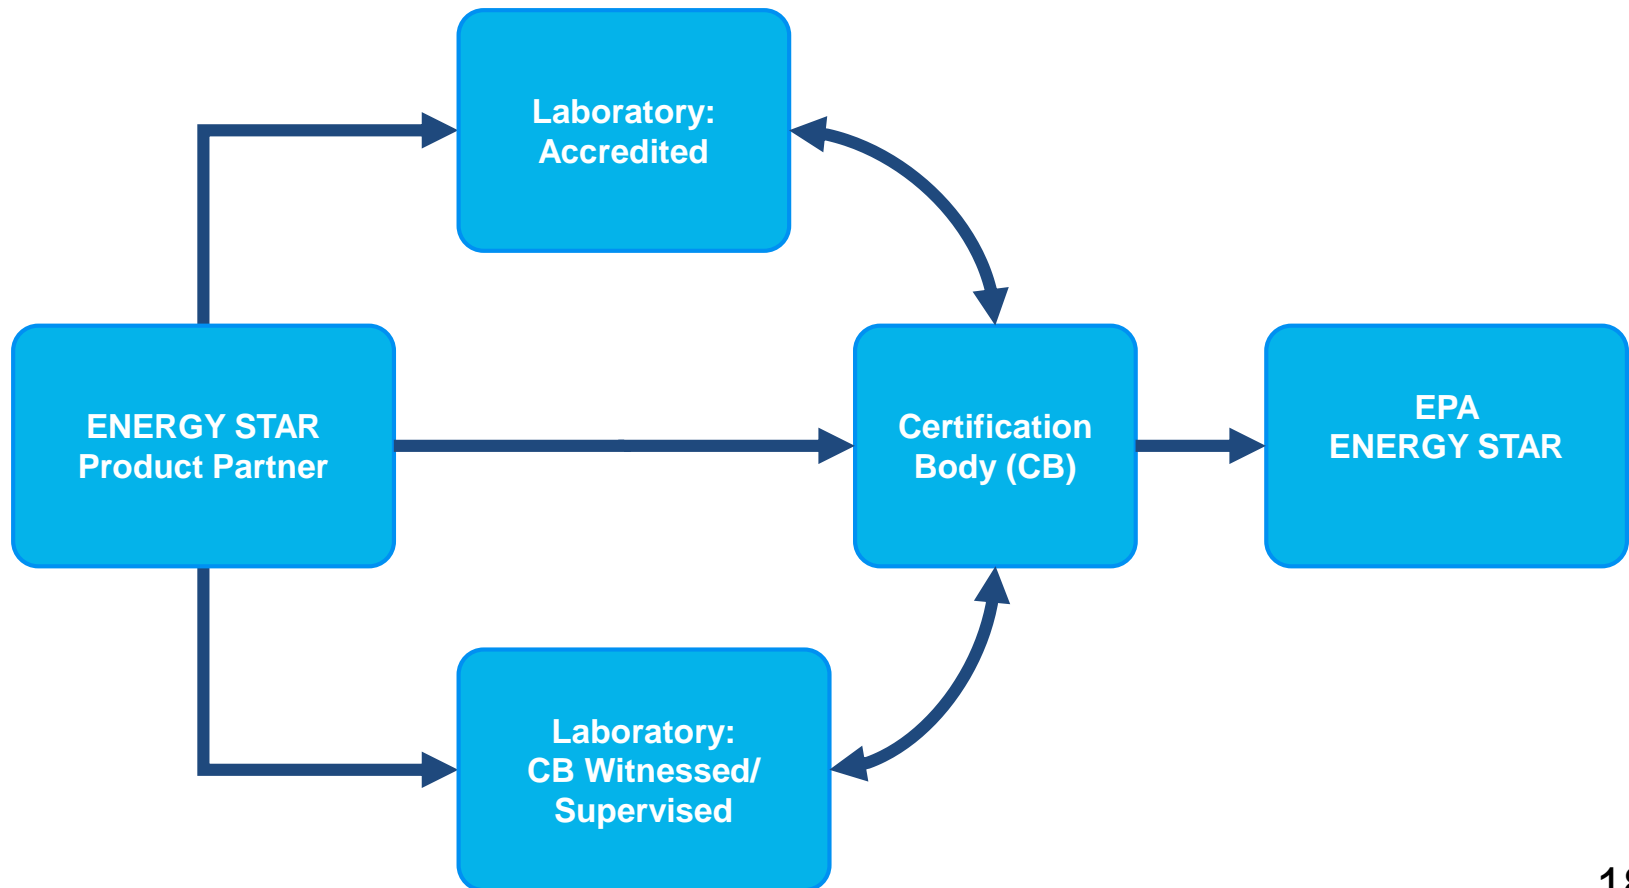 Laboratory:
Accredited
ENERGY STAR
Product Partner
Certification
Body (CB)
EPA
ENERGY STAR
Laboratory:
CB Witnessed/
Supervised